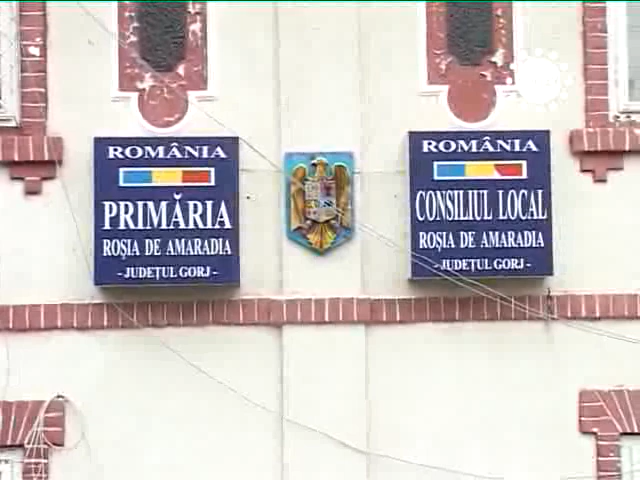 ROMÂNIA
PRIMĂRIA
ROŞIA DE AMARADIA
- JUDEŢUL GORJ -
ROMÂNIA
CONSILIUL LOCAL
ROŞIA DE AMARADIA
- JUDEŢUL GORJ -